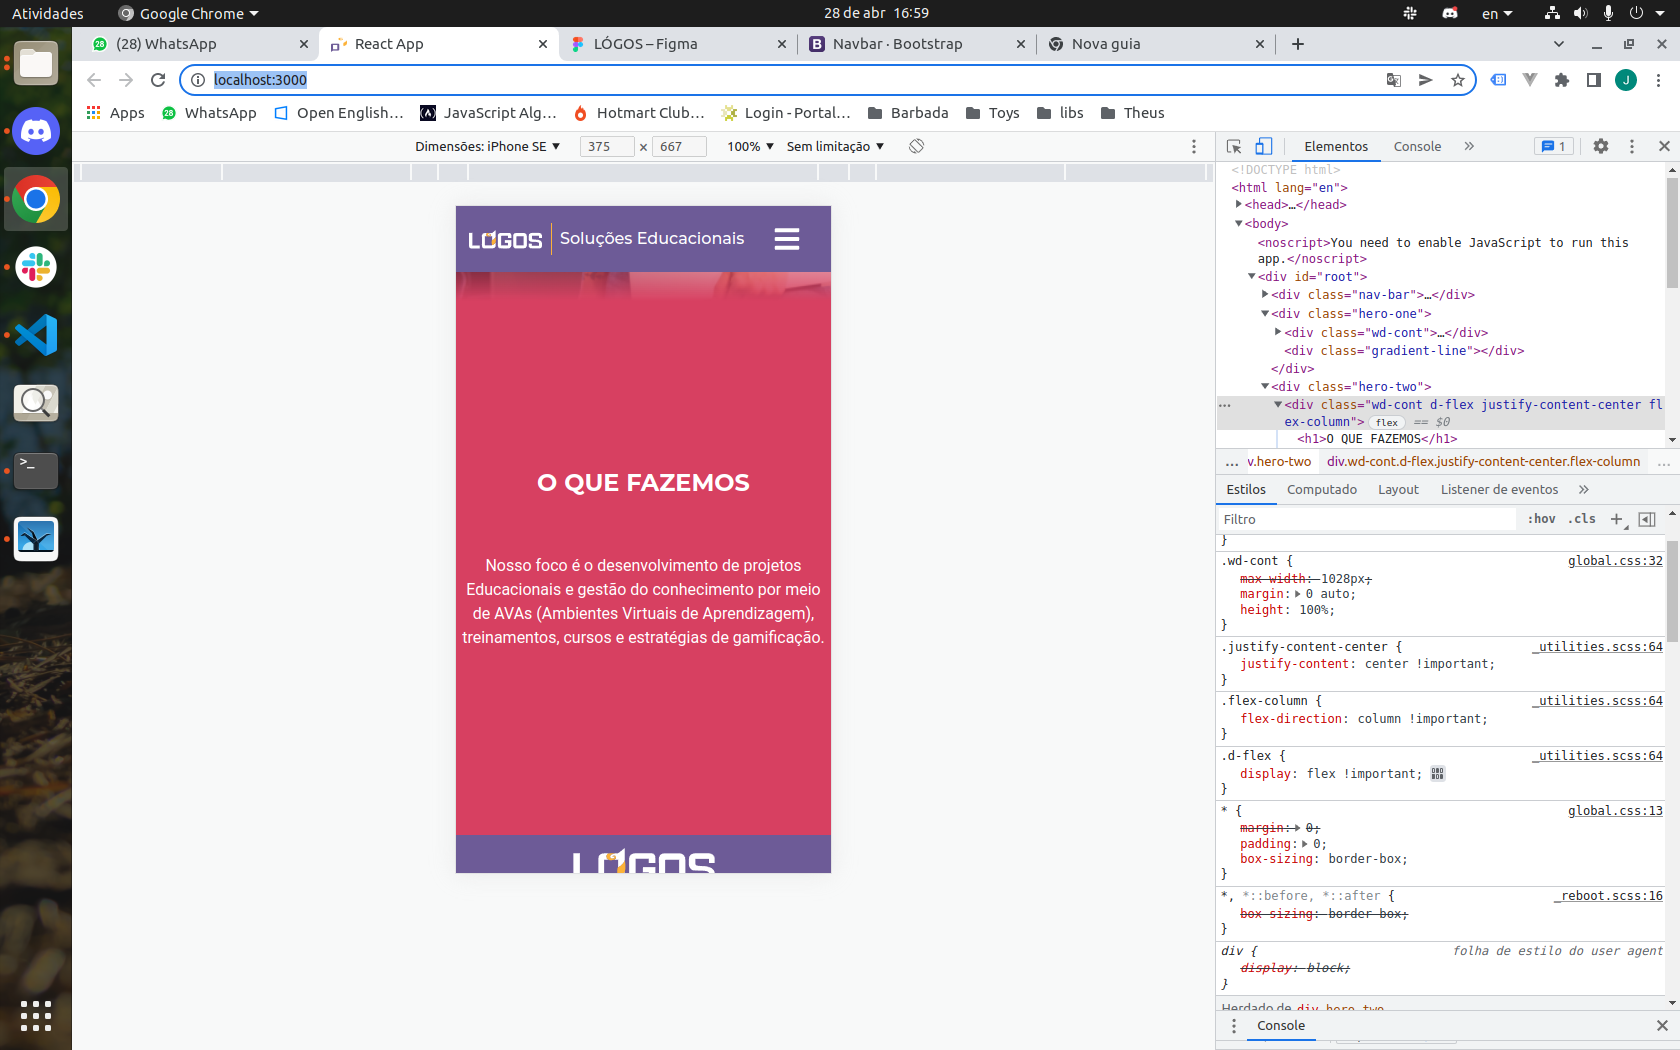 Atividades
Google Chrome
28 de abr 16:59
en
(28) WhatsApp
React App
LÓGOS – Figma
Navbar · Bootstrap
Nova guia
localhost:3000
J
Apps
28 WhatsApp
Open English...
JavaScript Alg...
Hotmart Club...
Login - Portal...
Barbada
Toys
libs
Theus
Dimensões: iPhone SE
375 × 667
100%
Sem limitação
Elementos
Console
1
LÓGOS
Soluções Educacionais
O QUE FAZEMOS
Nosso foco é o desenvolvimento de projetos
Educacionais e gestão do conhecimento por meio
de AVAs (Ambientes Virtuais de Aprendizagem),
treinamentos, cursos e estratégias de gamificação.
LÓGOS
<!DOCTYPE html>
<html lang="en">
<head>…</head>
<body>
<noscript>You need to enable JavaScript to run this
app.</noscript>
<div id="root">
<div class="nav-bar">…</div>
<div class="hero-one">
<div class="wd-cont">…</div>
<div class="gradient-line"></div>
</div>
<div class="hero-two">
<div class="wd-cont d-flex justify-content-center fl
ex-column"> flex == $0
<h1>O QUE FAZEMOS</h1>
... v.hero-two div.wd-cont.d-flex.justify-content-center.flex-column ...
Estilos
Computado
Layout
Listener de eventos
Filtro
:hov .cls
}
.wd-cont { global.css:32
max-width: 1028px;
margin: 0 auto;
height: 100%;
}
.justify-content-center { _utilities.scss:64
justify-content: center !important;
}
.flex-column { _utilities.scss:64
flex-direction: column !important;
}
.d-flex { _utilities.scss:64
display: flex !important;
}
* { global.css:13
margin: 0;
padding: 0;
box-sizing: border-box;
}
*, *::before, *::after { _reboot.scss:16
box-sizing: border-box;
}
div { folha de estilo do user agent
display: block;
}
Herdado de div.hero-two
Console